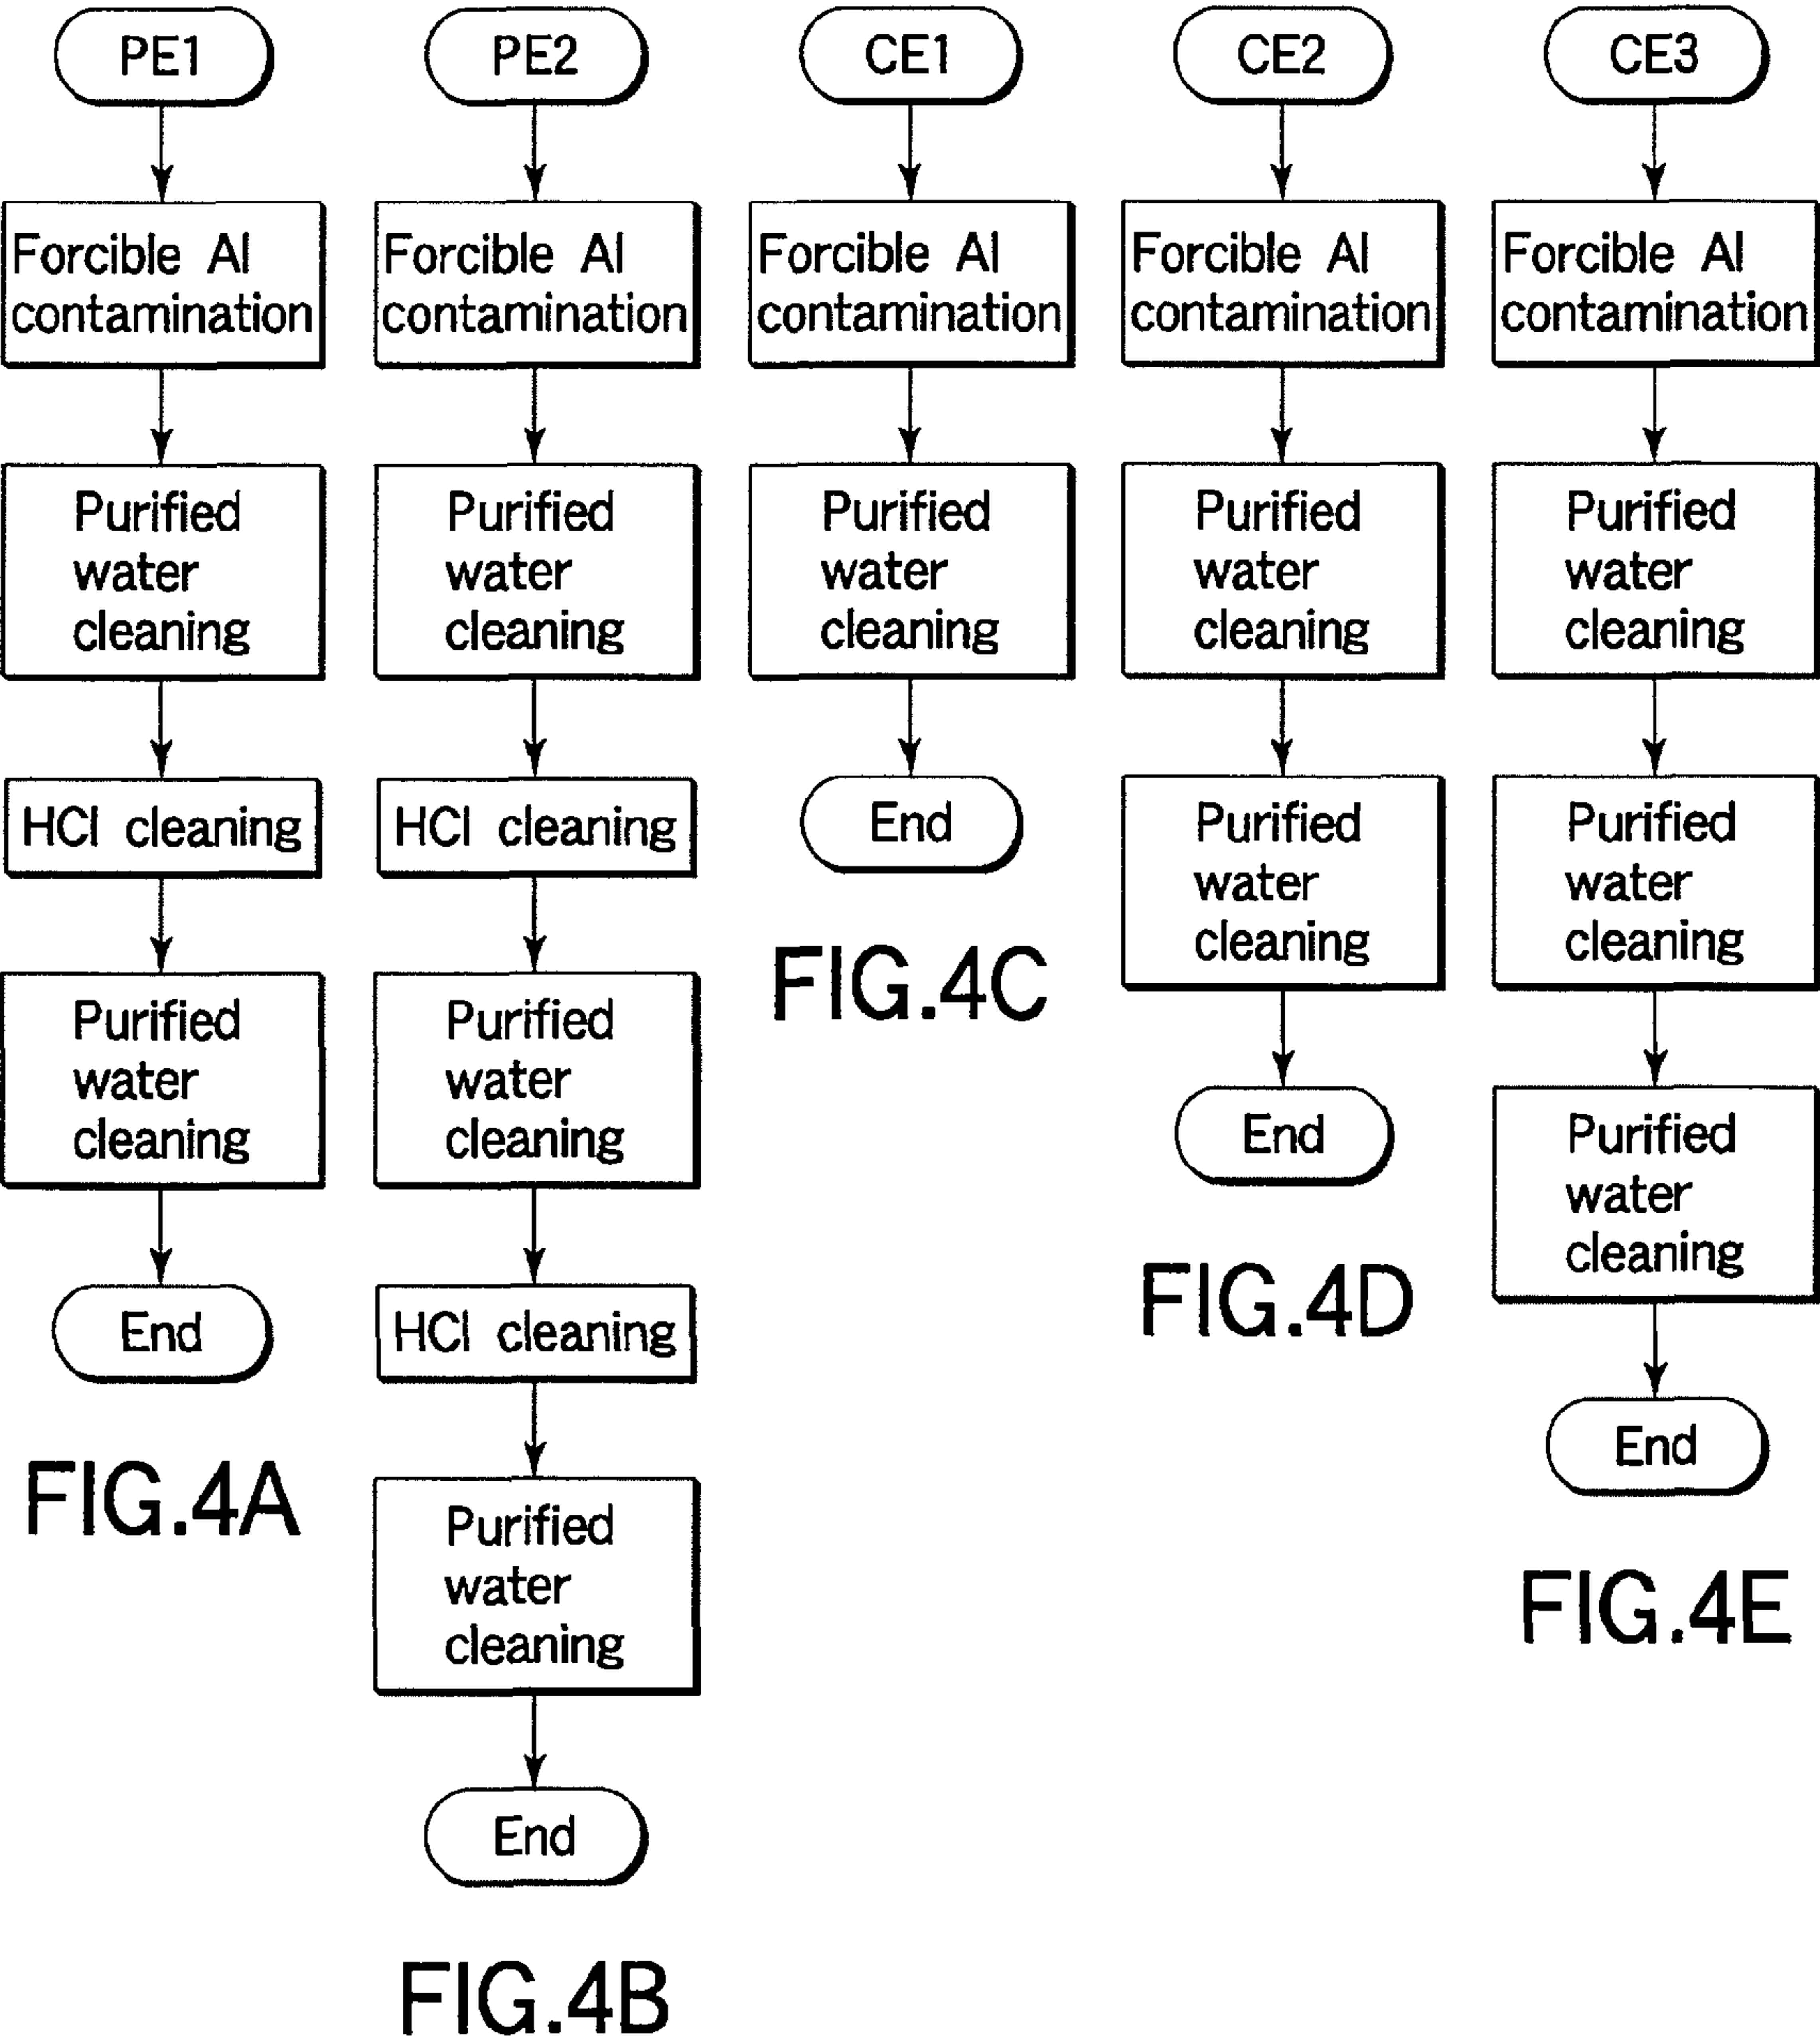 PE1
Forcible Al
contamination
Purified
water
cleaning
HCl cleaning
Purified
water
cleaning
End
FIG.4A
PE2
Forcible Al
contamination
Purified
water
cleaning
HCl cleaning
Purified
water
cleaning
HCl cleaning
Purified
water
cleaning
End
FIG.4B
CE1
Forcible Al
contamination
Purified
water
cleaning
End
FIG.4C
CE2
Forcible Al
contamination
Purified
water
cleaning
Purified
water
cleaning
End
FIG.4D
CE3
Forcible Al
contamination
Purified
water
cleaning
Purified
water
cleaning
Purified
water
cleaning
End
FIG.4E